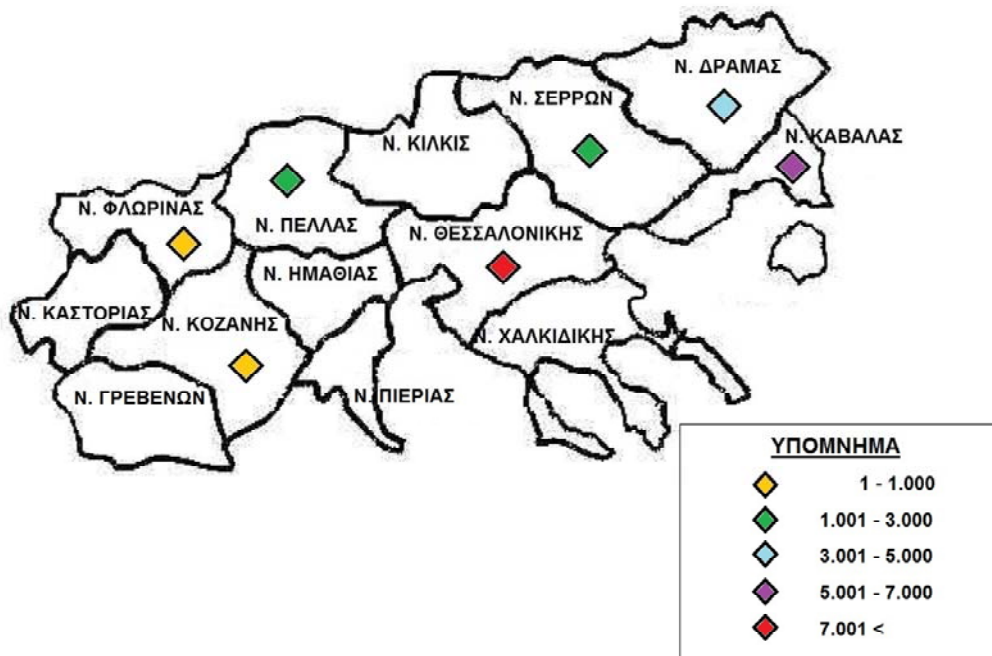 Ν. ΔΡΑΜΑΣ
Ν. ΣΕΡΡΩΝ
Ν. ΚΑΒΑΛΑΣ
Ν. ΚΙΛΚΙΣ
Ν. ΦΛΩΡΙΝΑΣ
Ν. ΠΕΛΛΑΣ
Ν. ΘΕΣΣΑΛΟΝΙΚΗΣ
Ν. ΗΜΑΘΙΑΣ
Ν. ΚΑΣΤΟΡΙΑΣ
Ν. ΚΟΖΑΝΗΣ
Ν. ΧΑΛΚΙΔΙΚΗΣ
Ν. ΓΡΕΒΕΝΩΝ
Ν. ΠΙΕΡΙΑΣ
ΥΠΟΜΝΗΜΑ
1 - 1.000
1.001 - 3.000
3.001 - 5.000
5.001 - 7.000
7.001 <